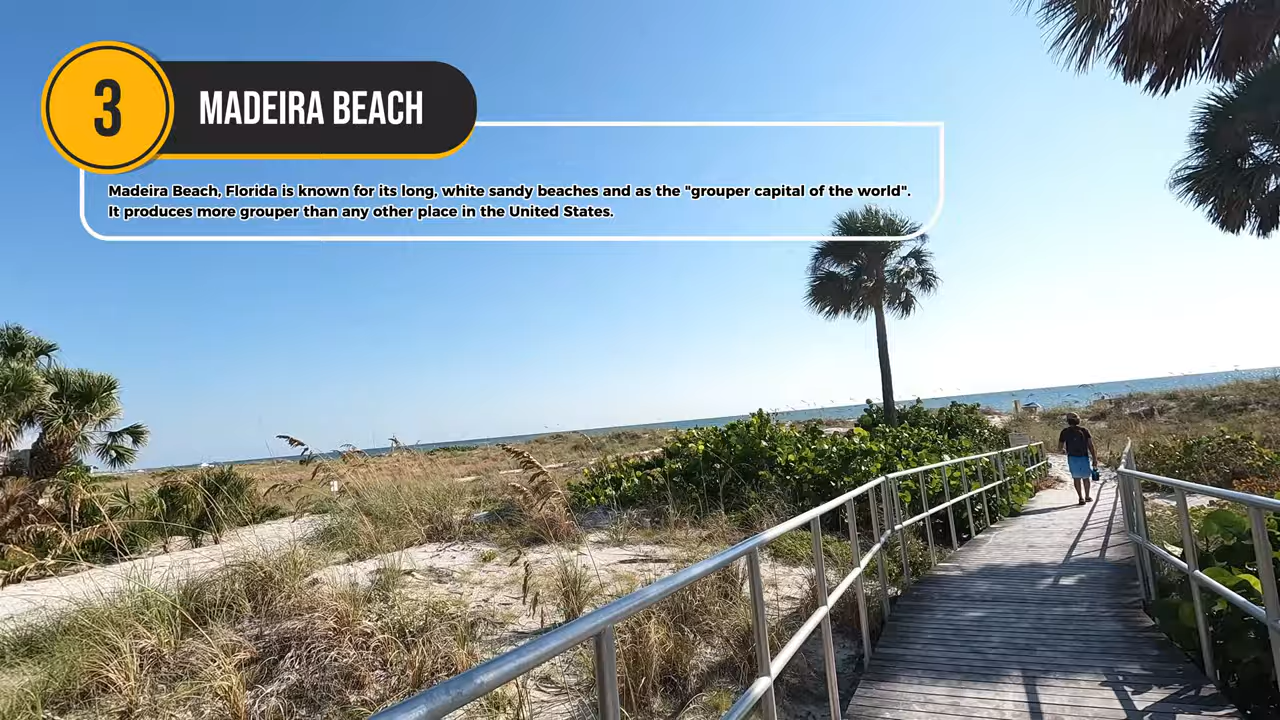 3
MADEIRA BEACH
Madeira Beach, Florida is known for its long, white sandy beaches and as the "grouper capital of the world".
It produces more grouper than any other place in the United States.